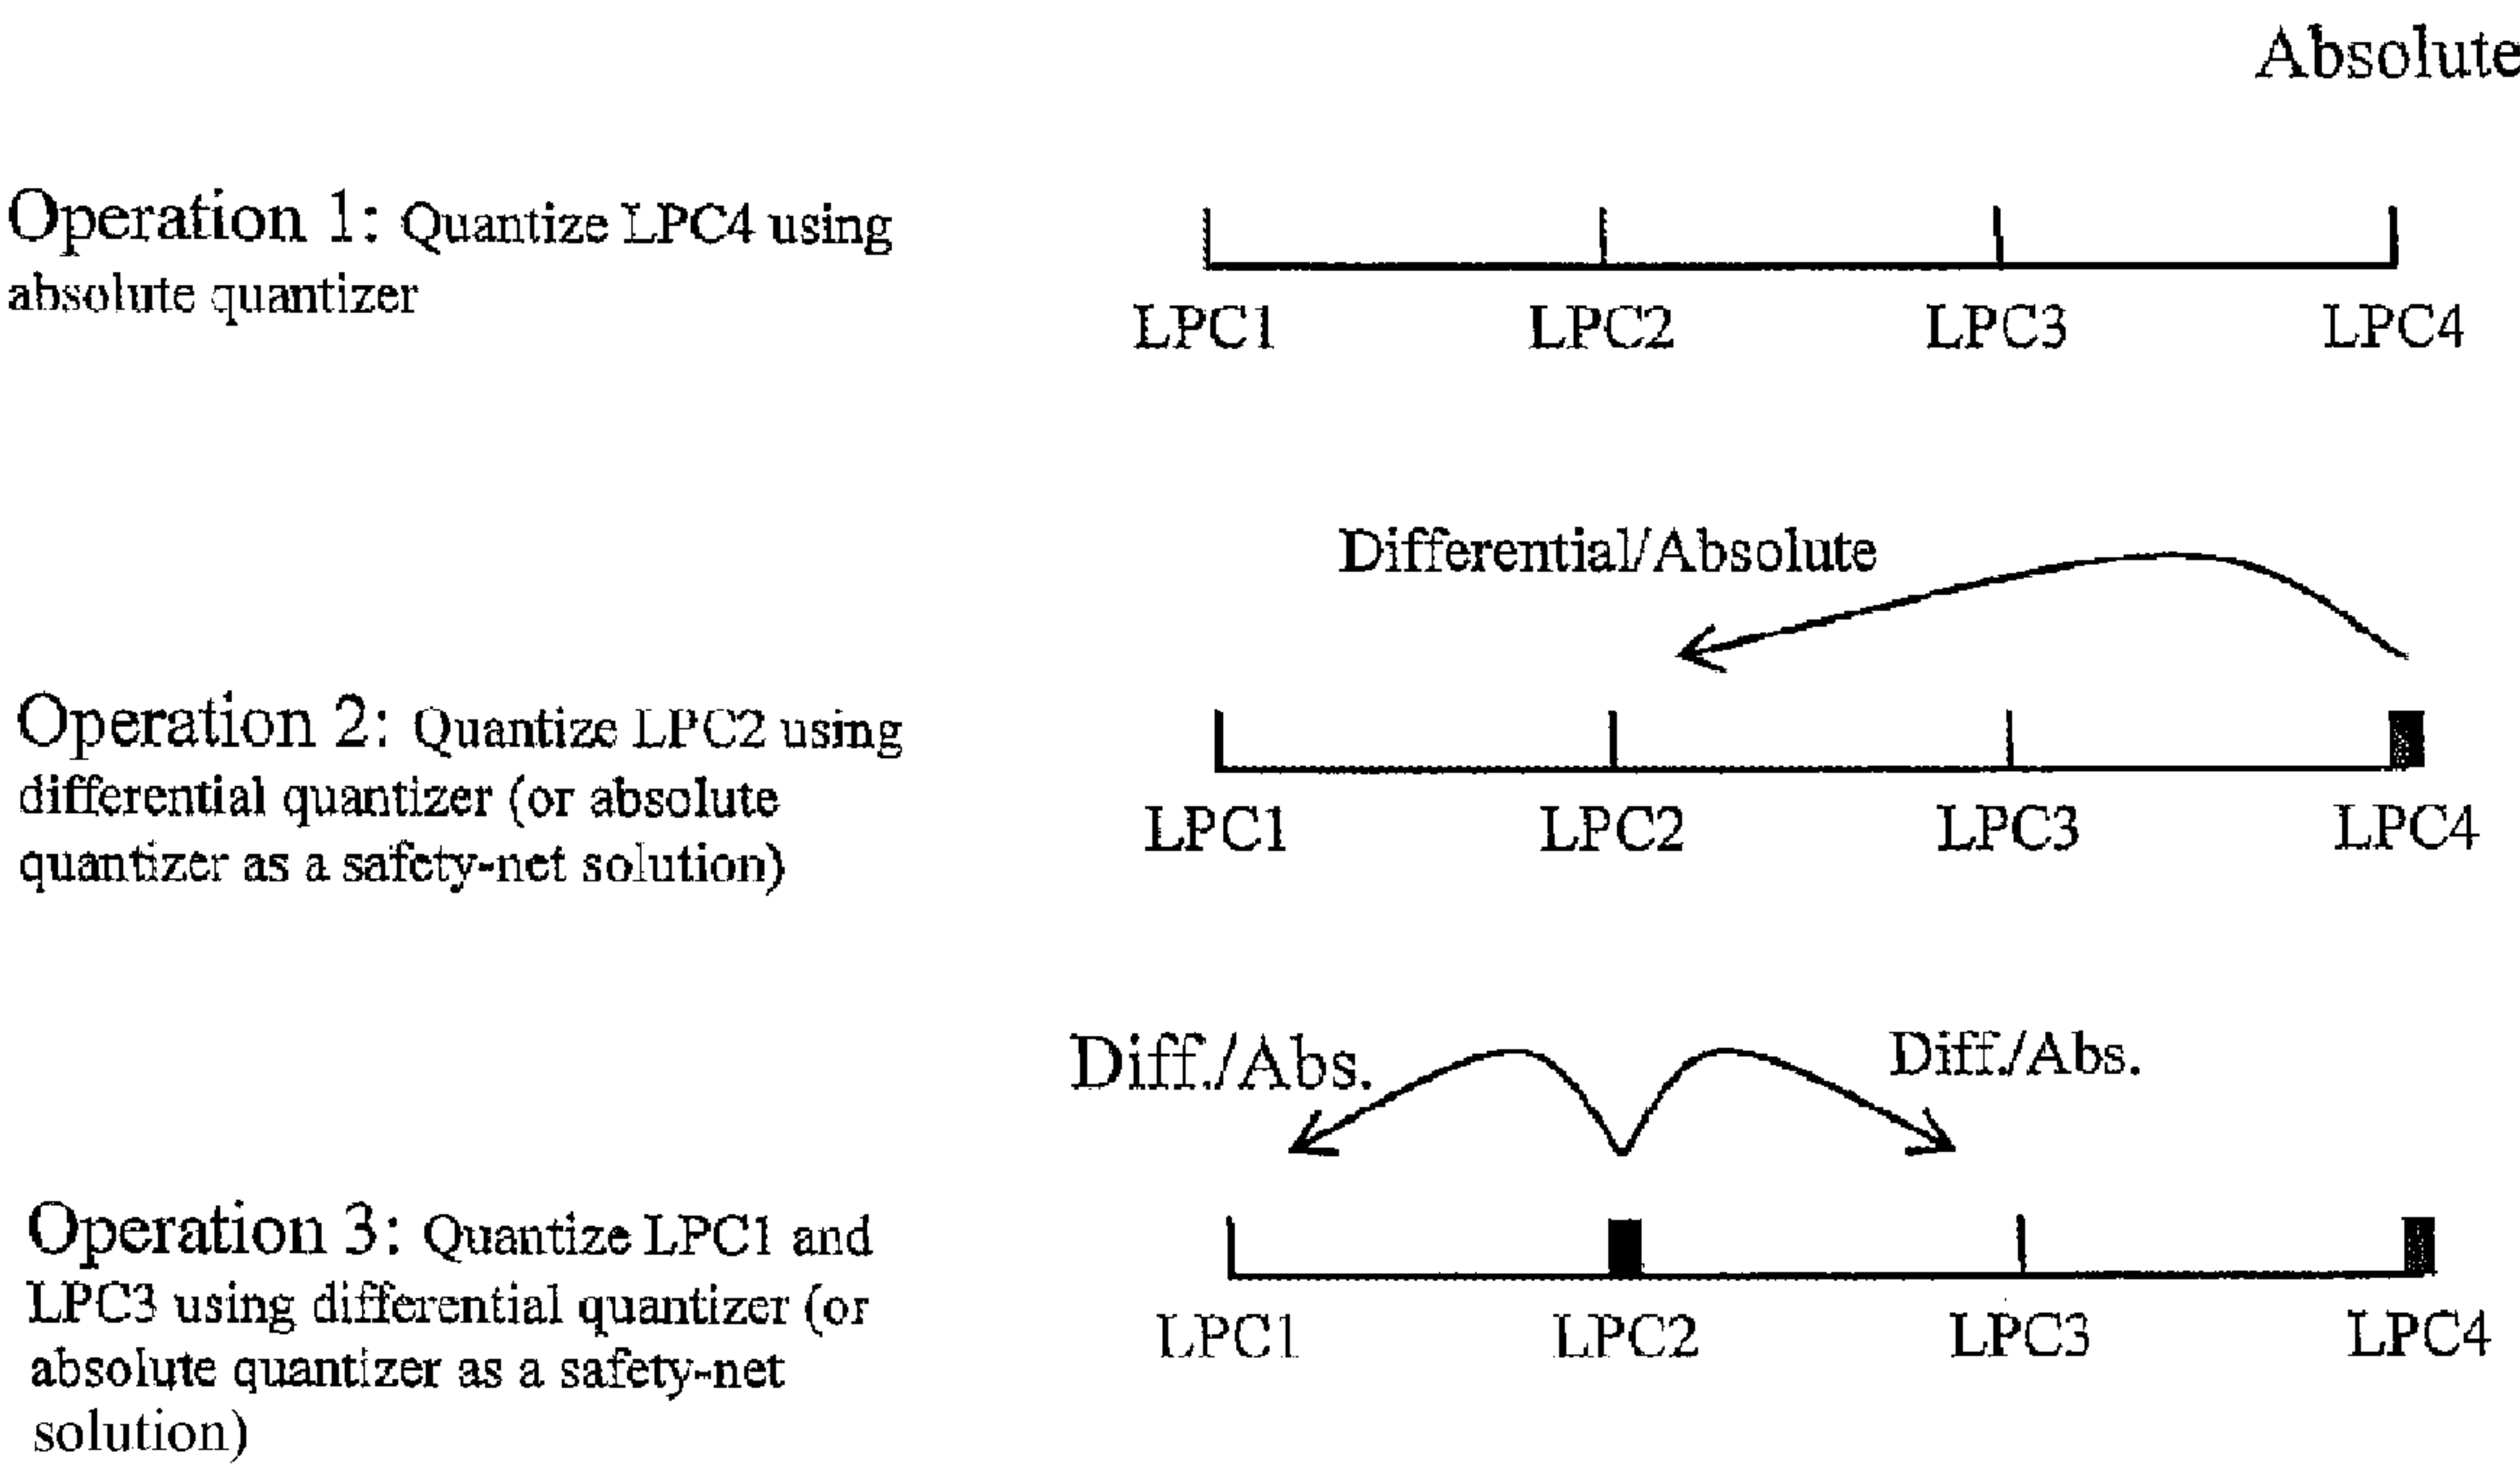 Absolute
Operation 1: Quantize LPC4 using
absolute quantizer
LPC1 LPC2 LPC3 LPC4
Differential/Absolute
Operation 2: Quantize LPC2 using
differential quantizer (or absolute
quantizer as a safety-net solution)
LPC1 LPC2 LPC3 LPC4
Diff./Abs. Diff./Abs.
Operation 3: Quantize LPC1 and
LPC3 using differential quantizer (or
absolute quantizer as a safety-net
solution)
LPC1 LPC2 LPC3 LPC4